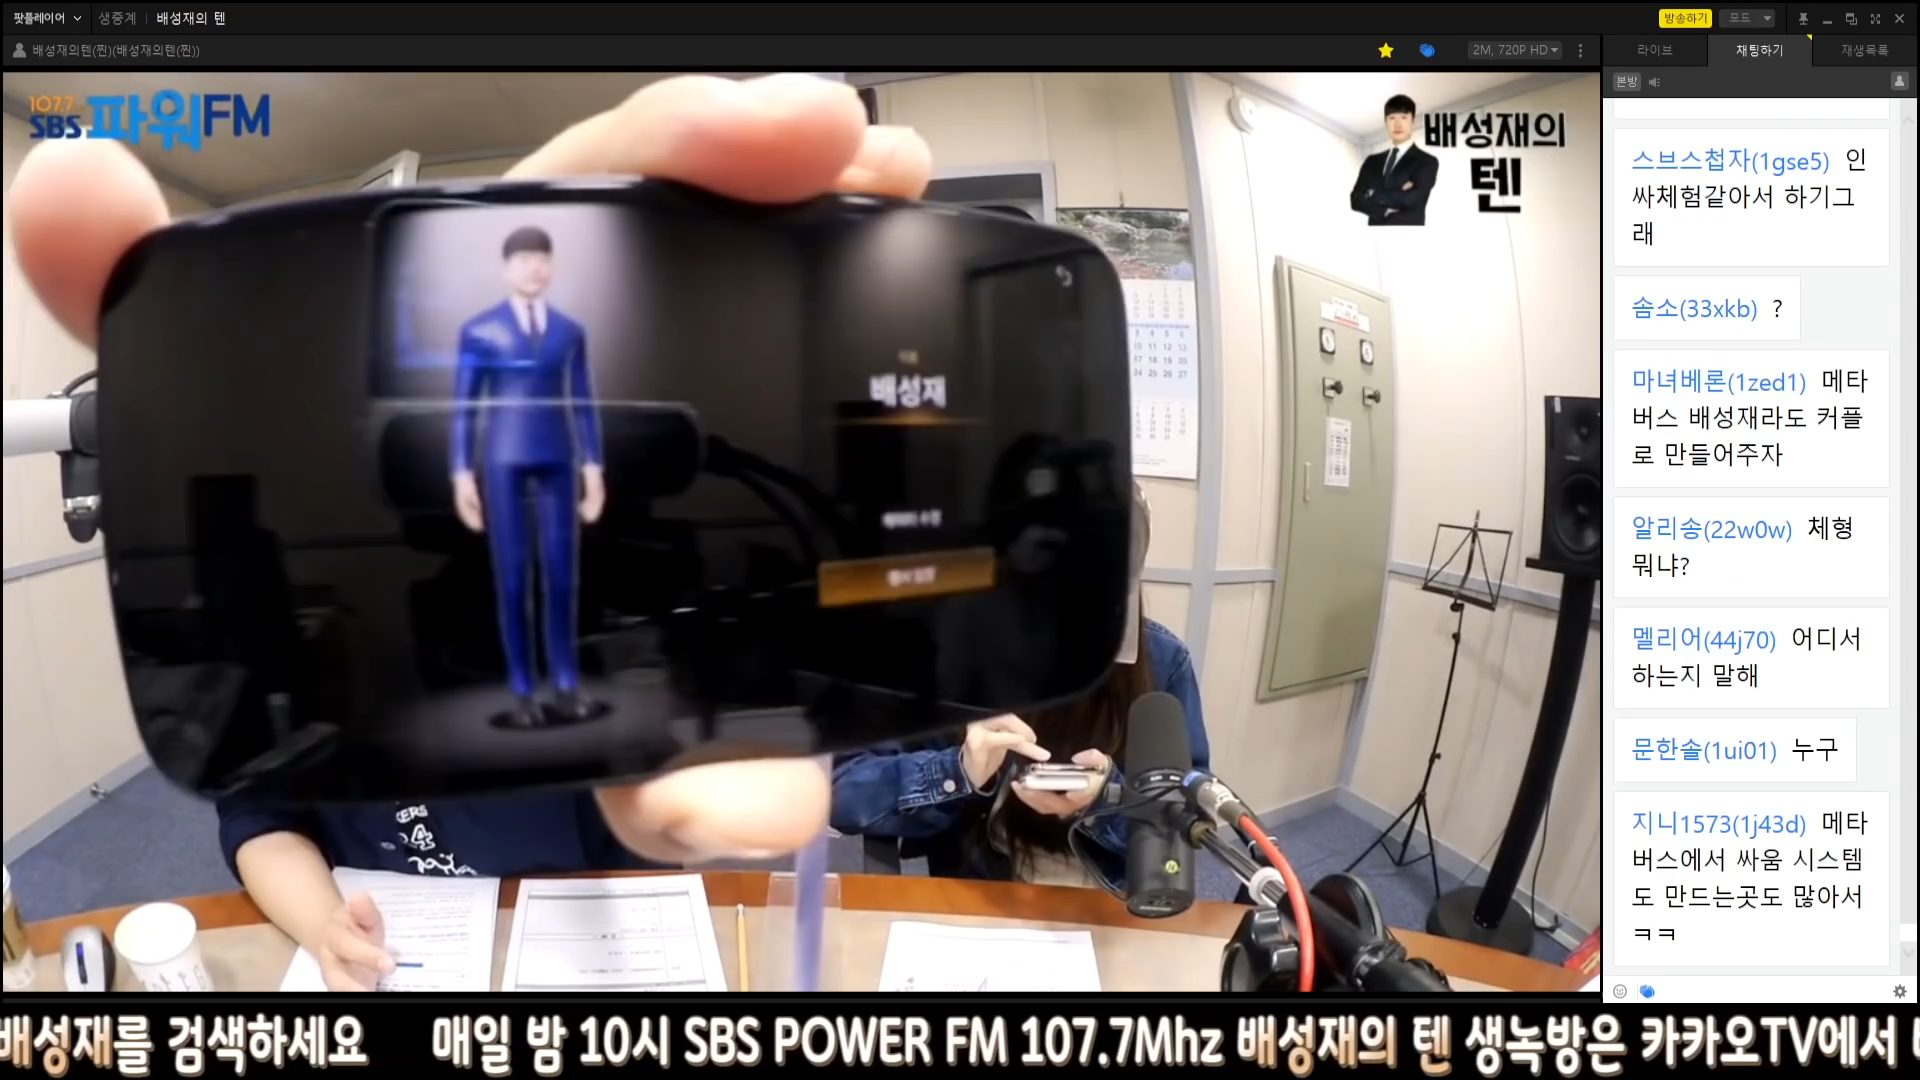 팟플레이어
생중계
배성재의 텐
방송하기
모드
배성재의텐(찐)(배성재의텐(찐))
2M, 720P HD
라이브
채팅하기
재생목록
본방
107.7
SBS 파워FM
배성재의
텐
배성재
스브스첩자(1gse5) 인
싸체험같아서 하기그
래
솜소(33xkb) ?
마녀베론(1zed1) 메타
버스 배성재라도 커플
로 만들어주자
알리송(22w0w) 체형
뭐냐?
멜리어(44j70) 어디서
하는지 말해
문한솔(1ui01) 누구
지니1573(1j43d) 메타
버스에서 싸움 시스템
도 만드는곳도 많아서
ㅋㅋ
배성재를 검색하세요 매일 밤 10시 SBS POWER FM 107.7Mhz 배성재의 텐 생녹방은 카카오TV에서